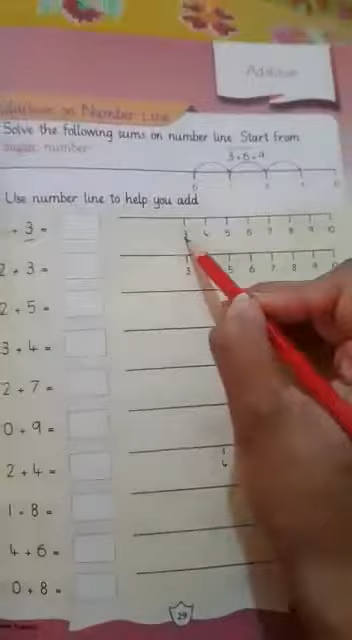 Addition
Addition on Number Line
Solve the following sums on number line. Start from
bigger number
3+6=9
Use number line to help you add
+ 3 =
3 4 5 6 7 8 9 10
2 + 3 =
3 5 6 7 8 9 10
2 + 5 =
3 + 4 =
2 + 7 =
0 + 9 =
2 + 4 =
4
1 + 8 =
4 + 6 =
0 + 8 =
29